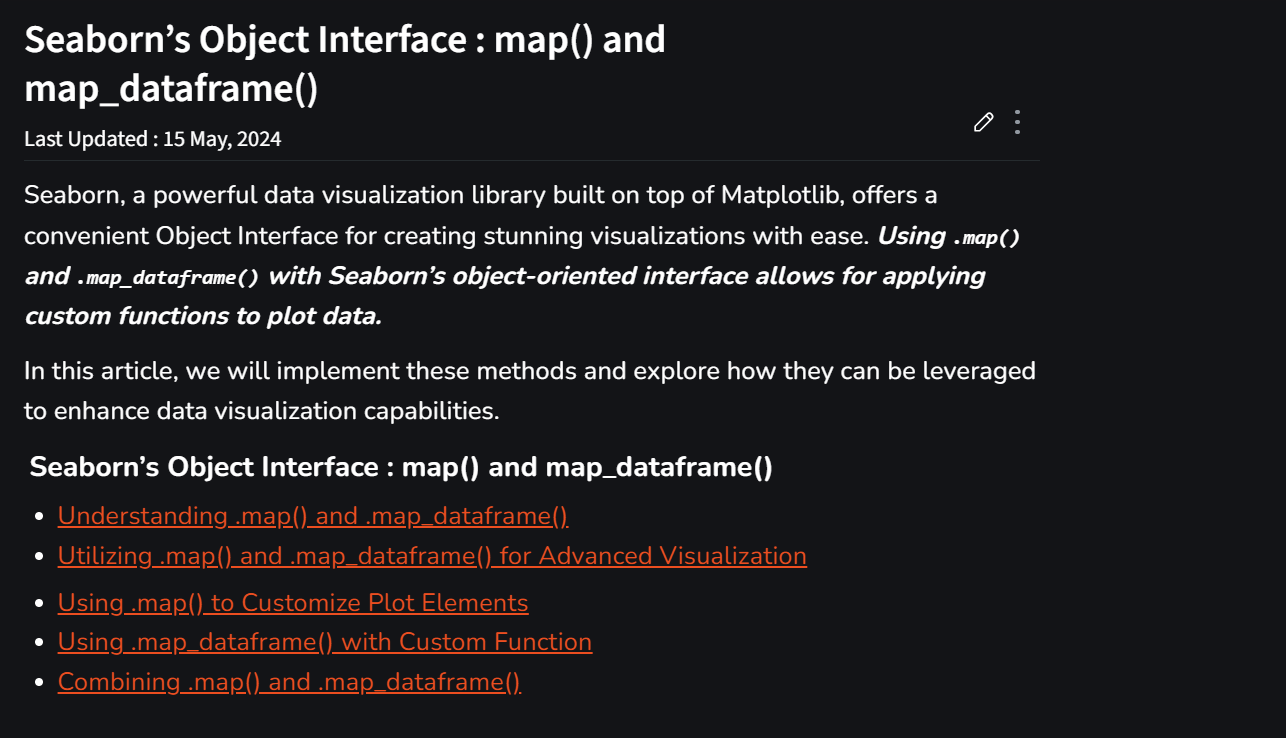 Seaborn’s Object Interface : map() and
map_dataframe()
Last Updated : 15 May, 2024
Seaborn, a powerful data visualization library built on top of Matplotlib, offers a
convenient Object Interface for creating stunning visualizations with ease. Using .map()
and .map_dataframe() with Seaborn’s object-oriented interface allows for applying
custom functions to plot data.
In this article, we will implement these methods and explore how they can be leveraged
to enhance data visualization capabilities.
Seaborn’s Object Interface : map() and map_dataframe()
Understanding .map() and .map_dataframe()
Utilizing .map() and .map_dataframe() for Advanced Visualization
Using .map() to Customize Plot Elements
Using .map_dataframe() with Custom Function
Combining .map() and .map_dataframe()